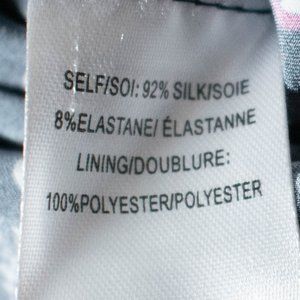 SELF/SOI: 92% SILK/SOIE
8%ELASTANE/ ÉLASTANNE
LINING/DOUBLURE:
100%POLYESTER/POLYESTER